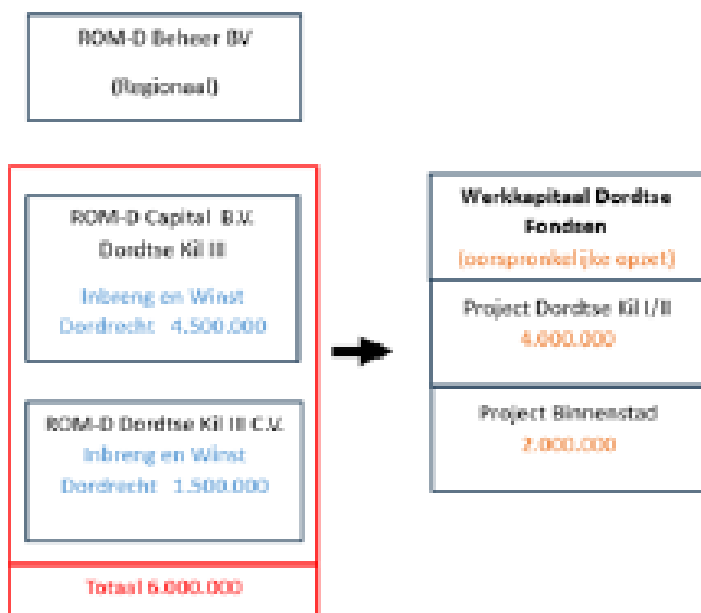 ROM-D Beheer BV
(Regionaal)
ROM-D Capital B.V.
Dordtse Kil III
Inbreng en Winst
Dordrecht 4.500.000
ROM-D Dordtse Kil III C.V.
Inbreng en Winst
Dordrecht 1.500.000
Totaal 6.000.000
Werkkapitaal Dordtse
Fondsen
(oorspronkelijke opzet)
Project Dordtse Kil I/II
4.000.000
Project Binnenstad
2.000.000